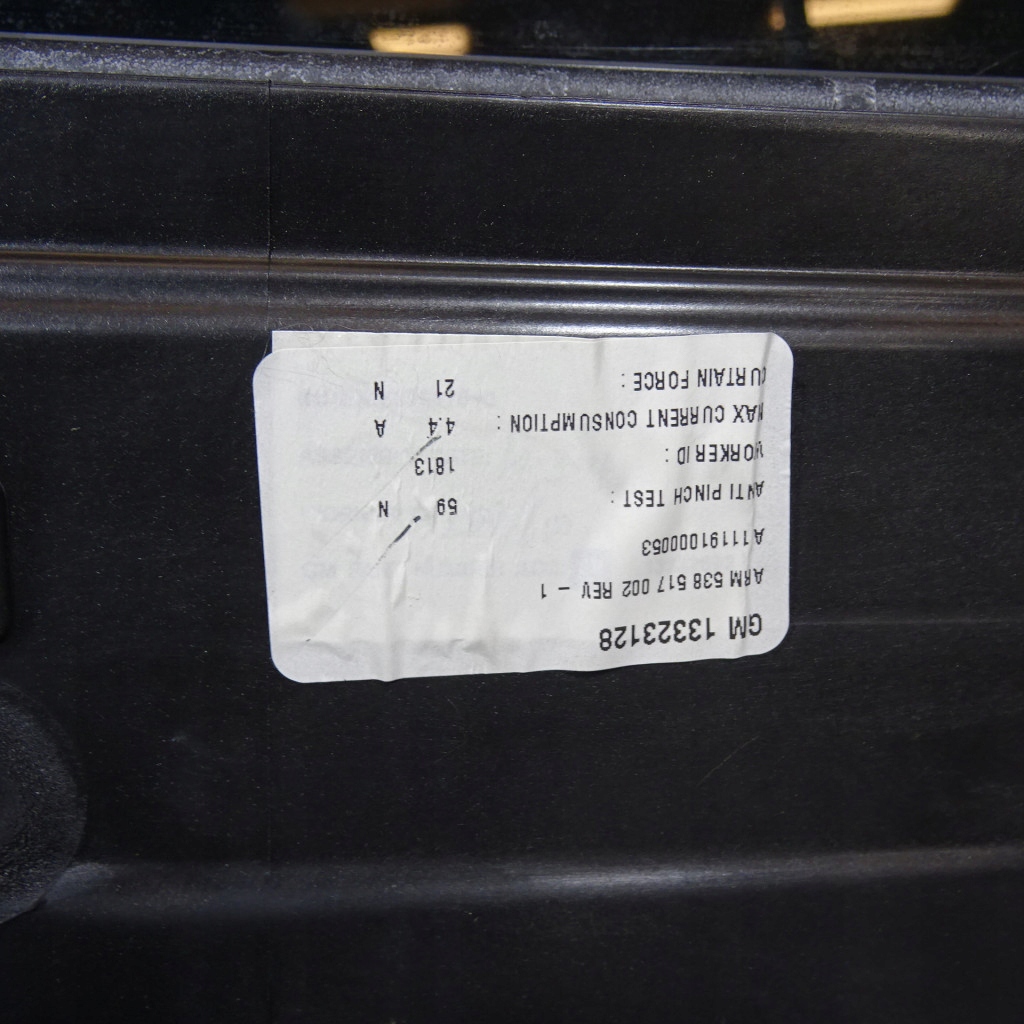 GM 13323128
ARM 538 517 002 REV - 1
A11191000053
ANTI PINCH TEST : 59 N
WORKER ID : 1813
MAX CURRENT CONSUMPTION : 4.4 A
CURTAIN FORCE : 21 N